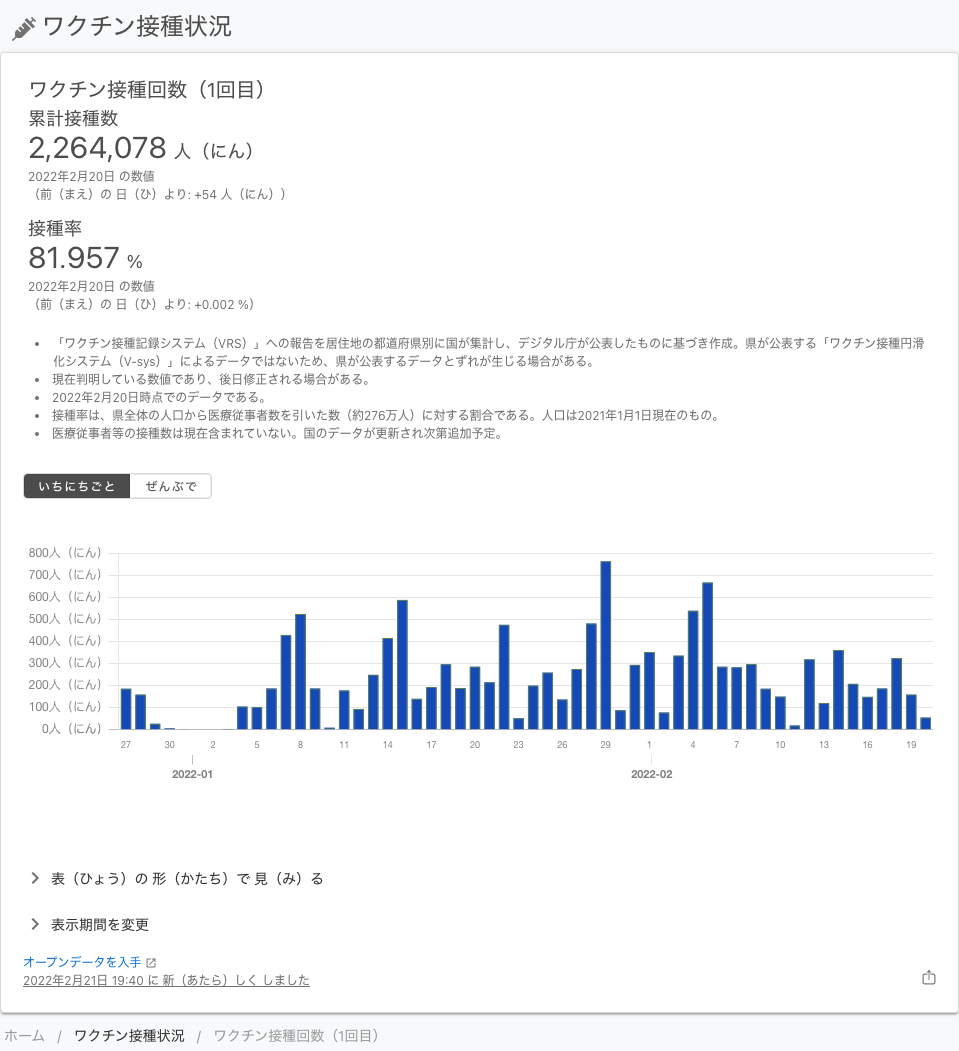 ワクチン接種状況
ワクチン接種回数（1回目）
累計接種数
2,264,078 人（にん）
2022年2月20日 の数値
（前（まえ）の 日（ひ）より: +54 人（にん））
接種率
81.957 %
2022年2月20日 の数値
（前（まえ）の 日（ひ）より: +0.002 %）
• 「ワクチン接種記録システム（VRS）」への報告を居住地の都道府県別に国が集計し、デジタル庁が公表したものに基づき作成。県が公表する「ワクチン接種円滑
化システム（V-sys）」によるデータではないため、県が公表するデータとずれが生じる場合がある。
• 現在判明している数値であり、後日修正される場合がある。
• 2022年2月20日時点でのデータである。
• 接種率は、県全体の人口から医療従事者数を引いた数（約276万人）に対する割合である。人口は2021年1月1日現在のもの。
• 医療従事者等の接種数は現在含まれていない。国のデータが更新され次第追加予定。
いちにちごと ぜんぶで
800人（にん）
700人（にん）
600人（にん）
500人（にん）
400人（にん）
300人（にん）
200人（にん）
100人（にん）
0人（にん）
27 30 2 5 8 11 14 17 20 23 26 29 1 4 7 10 13 16 19
2022-01 2022-02
表（ひょう）の 形（かたち）で 見（み）る
表示期間を変更
オープンデータを入手
2022年2月21日 19:40 に 新（あたら）しく しました
ホーム / ワクチン接種状況 / ワクチン接種回数（1回目）